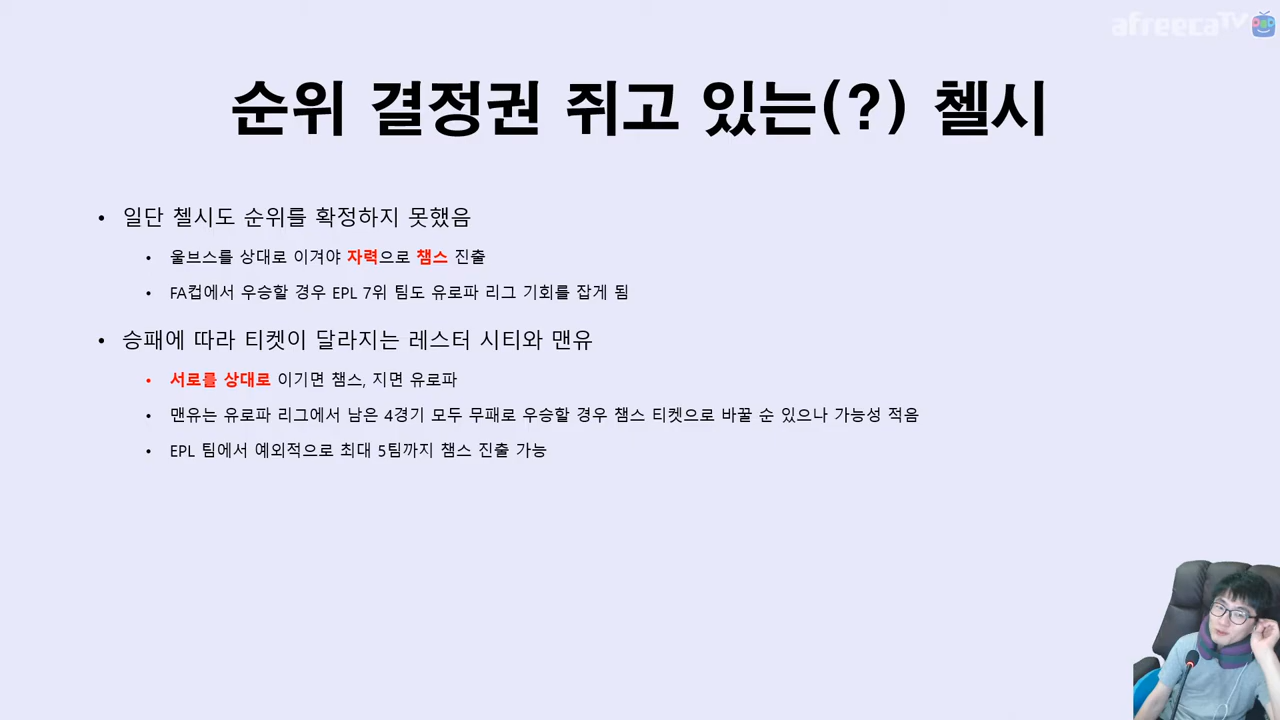 afreecaTV
순위 결정권 쥐고 있는(?) 첼시
• 일단 첼시도 순위를 확정하지 못했음
• 울브스를 상대로 이겨야 자력으로 챔스 진출
• FA컵에서 우승할 경우 EPL 7위 팀도 유로파 리그 기회를 잡게 됨
• 승패에 따라 티켓이 달라지는 레스터 시티와 맨유
• 서로를 상대로 이기면 챔스, 지면 유로파
• 맨유는 유로파 리그에서 남은 4경기 모두 무패로 우승할 경우 챔스 티켓으로 바꿀 순 있으나 가능성 적음
• EPL 팀에서 예외적으로 최대 5팀까지 챔스 진출 가능